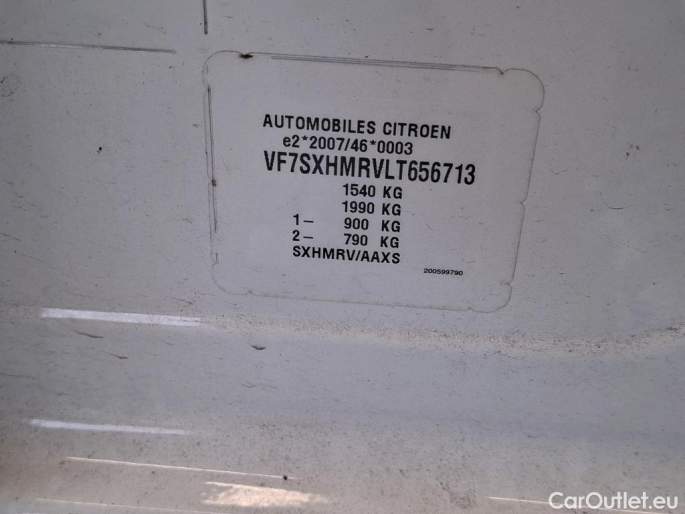 AUTOMOBILES CITROEN
e2*2007/46*0003
VF7SXHMRVLT656713
1540 KG
1990 KG
1- 900 KG
2- 790 KG
SXHMRV/AAXS
200599790
CarOutlet.eu